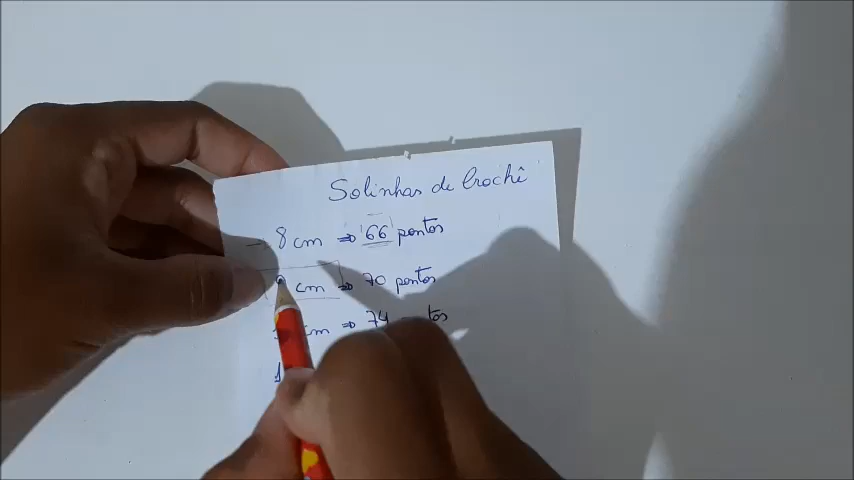 Solinhas de Crochê
- 8 cm ⇒ 66 pontos
cm ⇒ 70 pontos
cm ⇒ 74